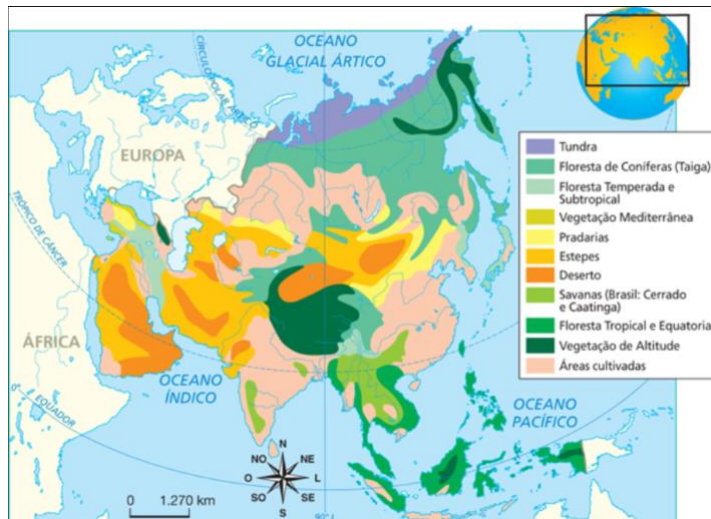 OCEANO
GLACIAL ÁRTICO
CÍRCULO POLAR ÁRTICO
EUROPA
TRÓPICO DE CÂNCER
ÁFRICA
OCEANO
ÍNDICO
EQUADOR
0°
OCEANO
PACÍFICO
Tundra
Floresta de Coníferas (Taiga)
Floresta Temperada e
Subtropical
Vegetação Mediterrânea
Pradarias
Estepes
Deserto
Savanas (Brasil: Cerrado
e Caatinga)
Floresta Tropical e Equatoria
Vegetação de Altitude
Áreas cultivadas
N
NO
NE
O
L
SO
SE
S
0 1.270 km
90° L